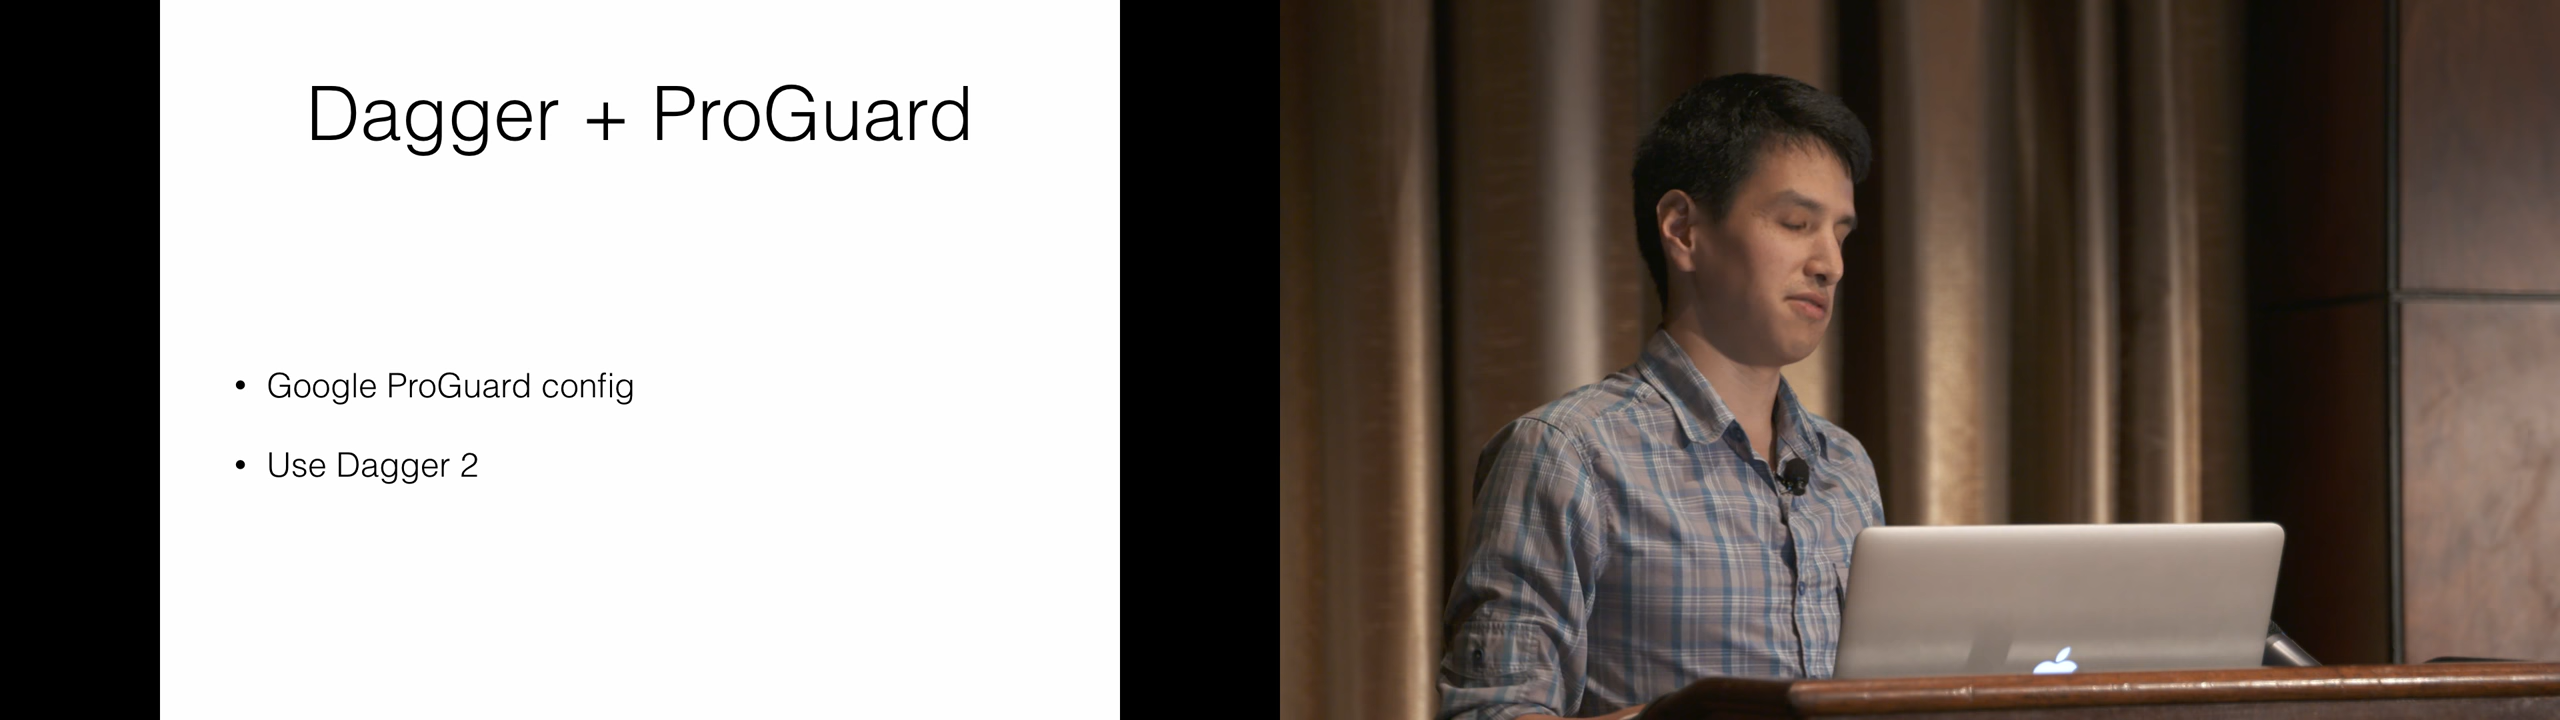 Dagger + ProGuard
• Google ProGuard config
• Use Dagger 2